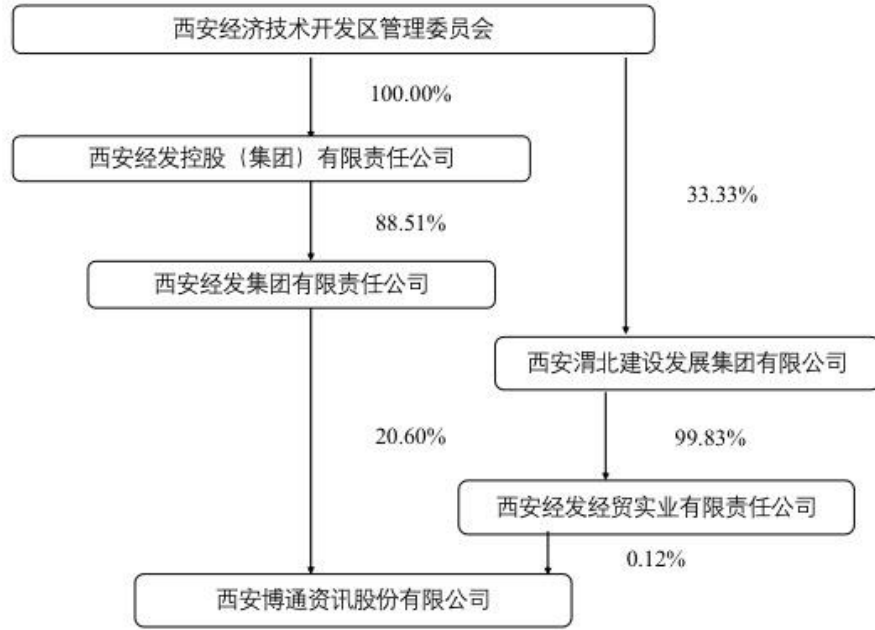 西安经济技术开发区管理委员会
100.00%
西安经发控股（集团）有限责任公司
33.33%
88.51%
西安经发集团有限责任公司
西安渭北建设发展集团有限公司
20.60%
99.83%
西安经发经贸实业有限责任公司
0.12%
西安博通资讯股份有限公司